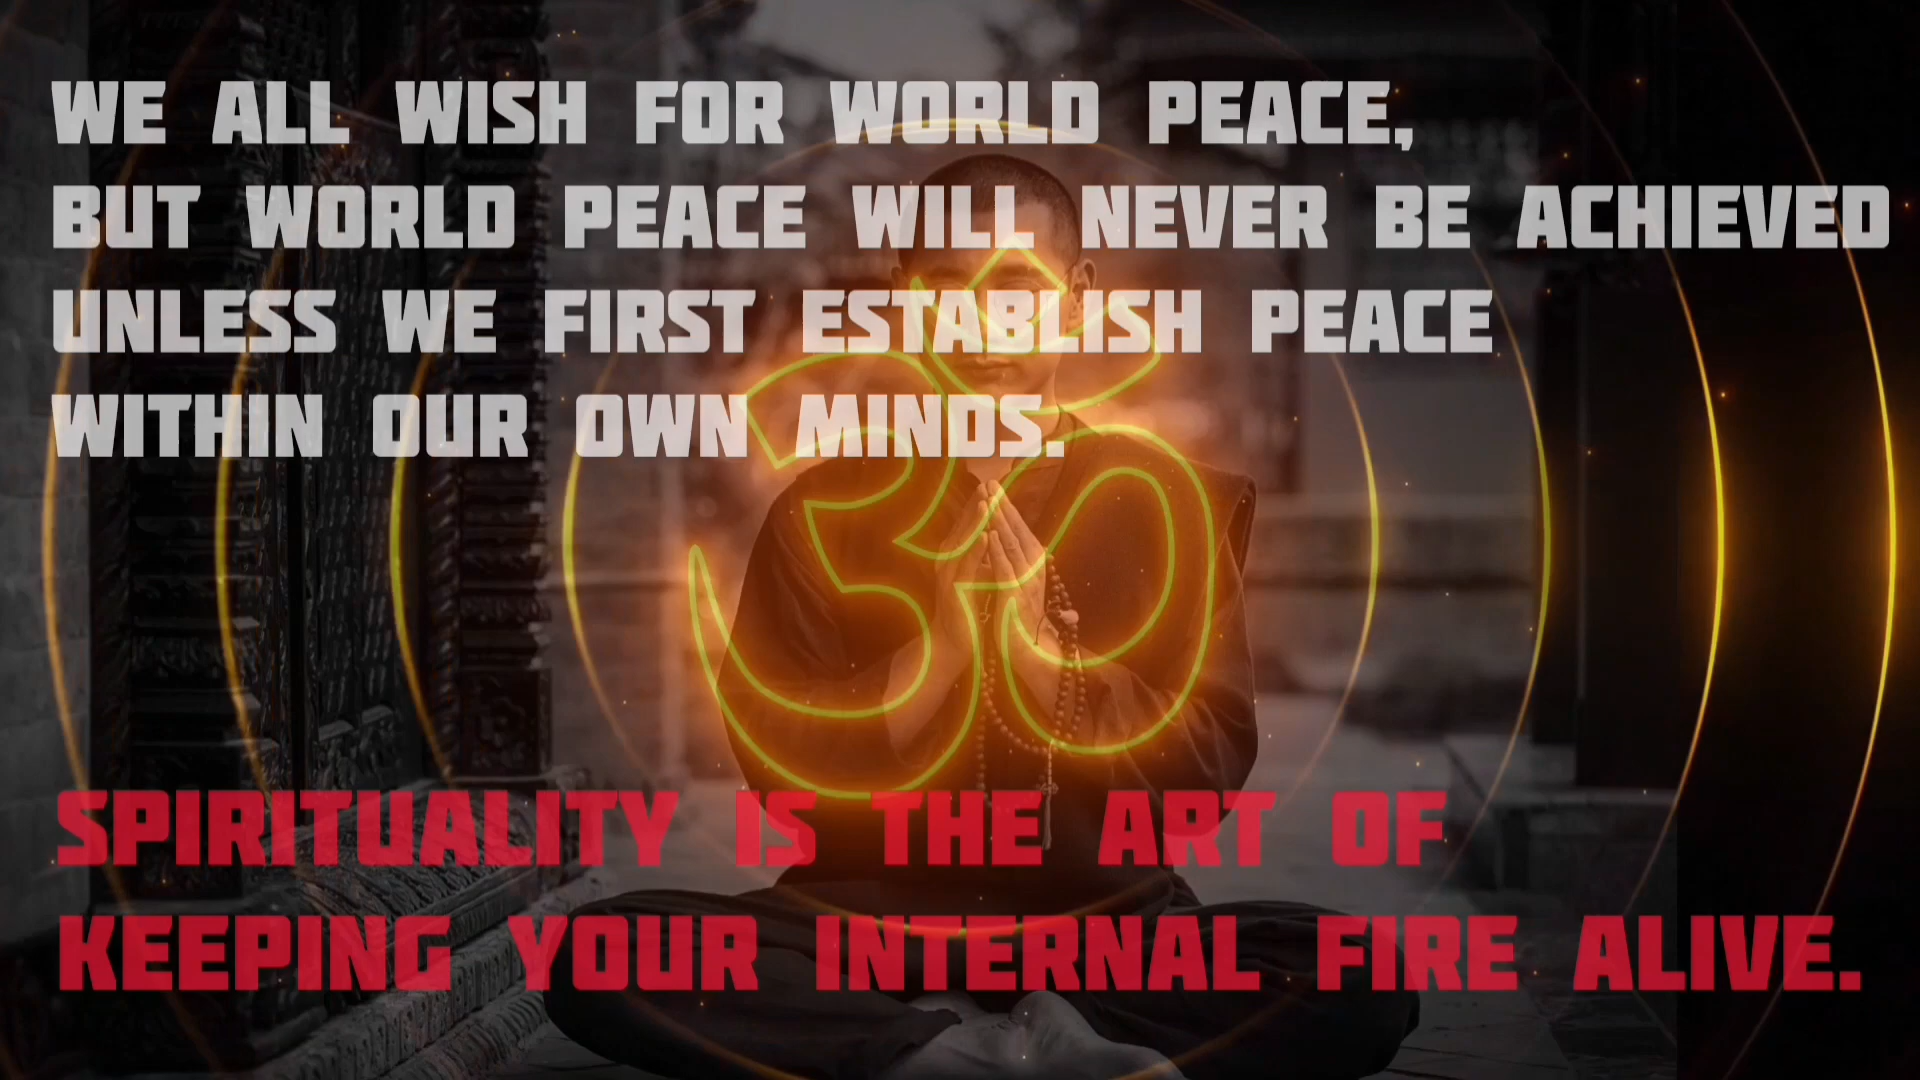 WE ALL WISH FOR WORLD PEACE,
BUT WORLD PEACE WILL NEVER BE ACHIEVED
UNLESS WE FIRST ESTABLISH PEACE
WITHIN OUR OWN MINDS.
ॐ
SPIRITUALITY IS THE ART OF
KEEPING YOUR INTERNAL FIRE ALIVE.